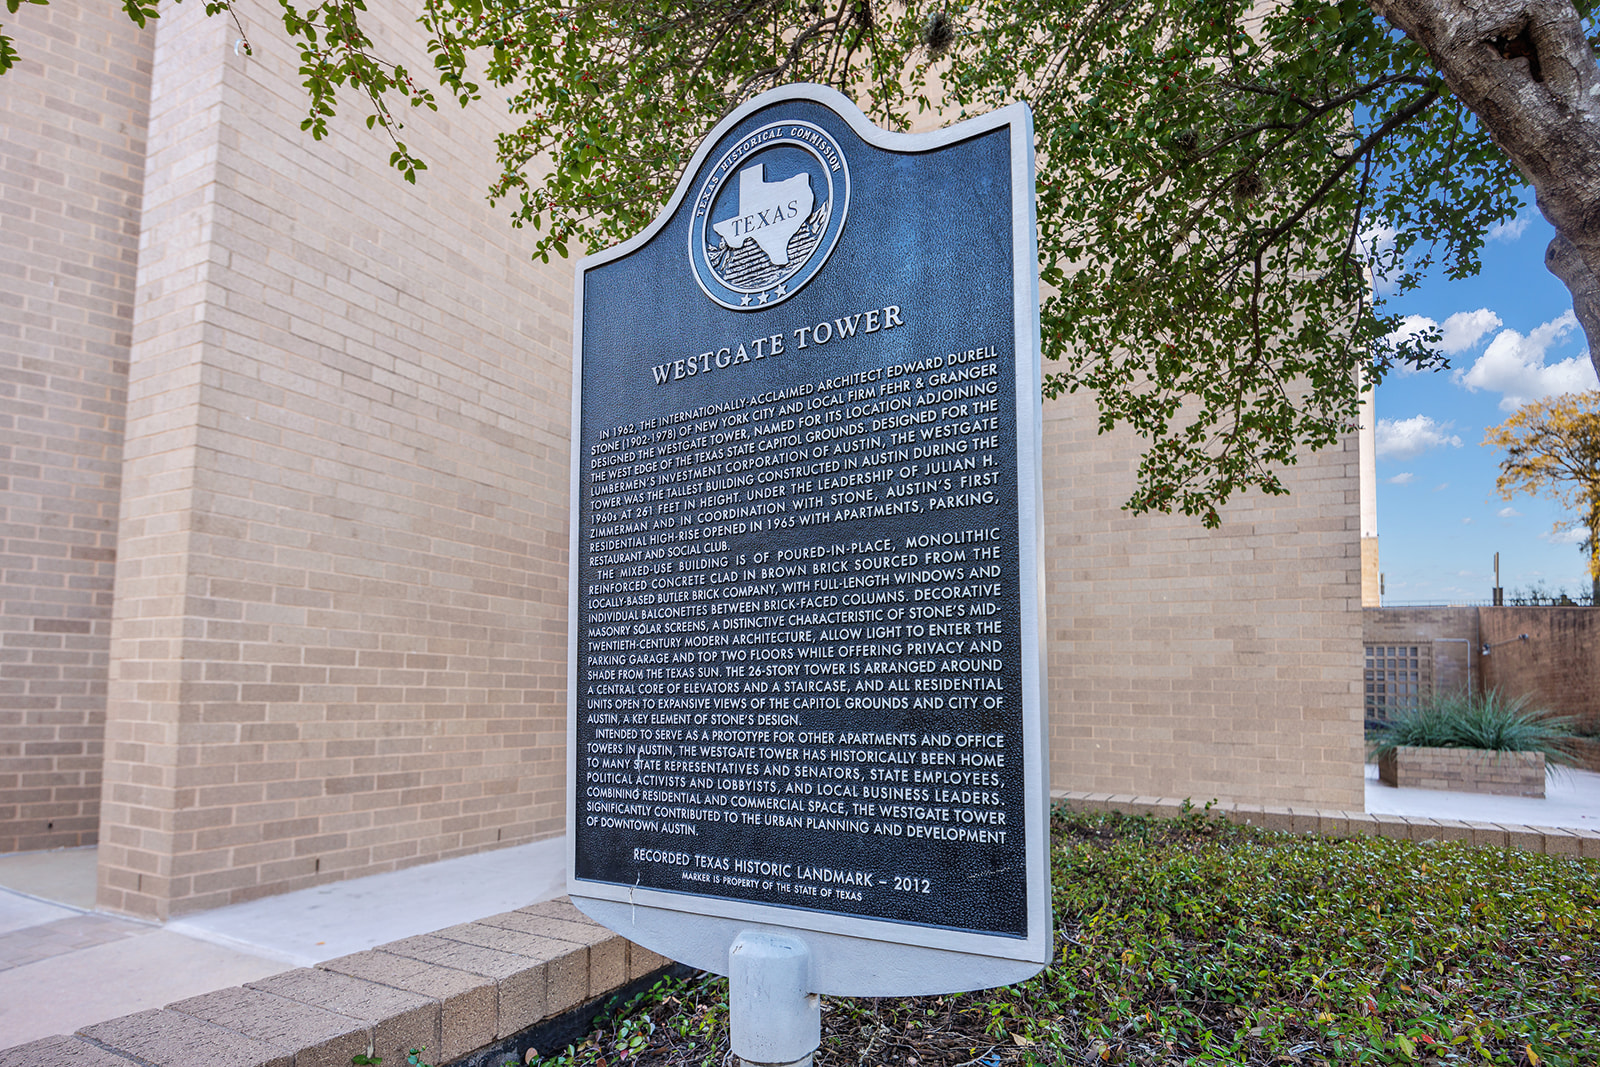 TEXAS HISTORICAL COMMISSION
TEXAS
WESTGATE TOWER
IN 1962, THE INTERNATIONALLY-ACCLAIMED ARCHITECT EDWARD DURELL
STONE (1902-1978) OF NEW YORK CITY AND LOCAL FIRM FEHR & GRANGER
DESIGNED THE WESTGATE TOWER, NAMED FOR ITS LOCATION ADJOINING
THE WEST EDGE OF THE TEXAS STATE CAPITOL GROUNDS. DESIGNED FOR THE
LUMBERMEN'S INVESTMENT CORPORATION OF AUSTIN, THE WESTGATE
TOWER WAS THE TALLEST BUILDING CONSTRUCTED IN AUSTIN DURING THE
1960s AT 261 FEET IN HEIGHT. UNDER THE LEADERSHIP OF JULIAN H.
ZIMMERMAN AND IN COORDINATION WITH STONE, AUSTIN'S FIRST
RESIDENTIAL HIGH-RISE OPENED IN 1965 WITH APARTMENTS, PARKING,
RESTAURANT AND SOCIAL CLUB.
THE MIXED-USE BUILDING IS OF POURED-IN-PLACE, MONOLITHIC
REINFORCED CONCRETE CLAD IN BROWN BRICK SOURCED FROM THE
LOCALLY-BASED BUTLER BRICK COMPANY, WITH FULL-LENGTH WINDOWS AND
INDIVIDUAL BALCONETTES BETWEEN BRICK-FACED COLUMNS. DECORATIVE
MASONRY SOLAR SCREENS, A DISTINCTIVE CHARACTERISTIC OF STONE'S MID-
TWENTIETH-CENTURY MODERN ARCHITECTURE, ALLOW LIGHT TO ENTER THE
PARKING GARAGE AND TOP TWO FLOORS WHILE OFFERING PRIVACY AND
SHADE FROM THE TEXAS SUN. THE 26-STORY TOWER IS ARRANGED AROUND
A CENTRAL CORE OF ELEVATORS AND A STAIRCASE, AND ALL RESIDENTIAL
UNITS OPEN TO EXPANSIVE VIEWS OF THE CAPITOL GROUNDS AND CITY OF
AUSTIN, A KEY ELEMENT OF STONE'S DESIGN.
INTENDED TO SERVE AS A PROTOTYPE FOR OTHER APARTMENTS AND OFFICE
TOWERS IN AUSTIN, THE WESTGATE TOWER HAS HISTORICALLY BEEN HOME
TO MANY STATE REPRESENTATIVES AND SENATORS, STATE EMPLOYEES,
POLITICAL ACTIVISTS AND LOBBYISTS, AND LOCAL BUSINESS LEADERS.
COMBINING RESIDENTIAL AND COMMERCIAL SPACE, THE WESTGATE TOWER
SIGNIFICANTLY CONTRIBUTED TO THE URBAN PLANNING AND DEVELOPMENT
OF DOWNTOWN AUSTIN.
RECORDED TEXAS HISTORIC LANDMARK – 2012
MARKER IS PROPERTY OF THE STATE OF TEXAS